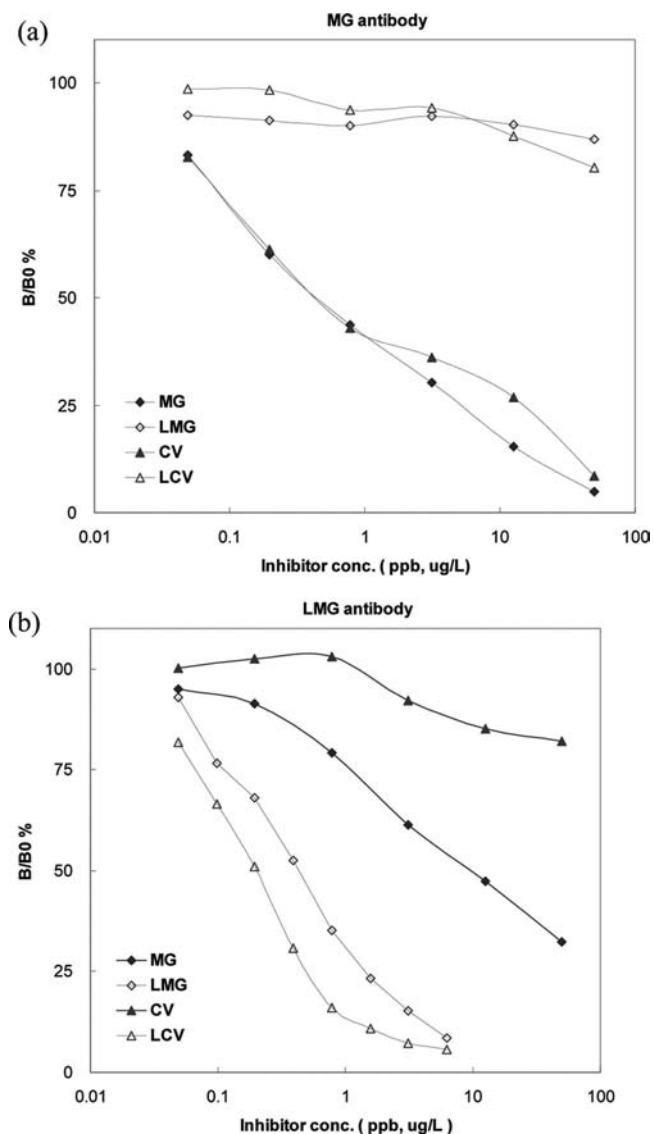 (a)
MG antibody
100
75
50
25
0
B/B0 %
MG
LMG
CV
LCV
0.01 0.1 1 10 100
Inhibitor conc. ( ppb, ug/L)
(b)
LMG antibody
100
75
50
25
0
B/B0 %
MG
LMG
CV
LCV
0.01 0.1 1 10 100
Inhibitor conc. ( ppb, ug/L )